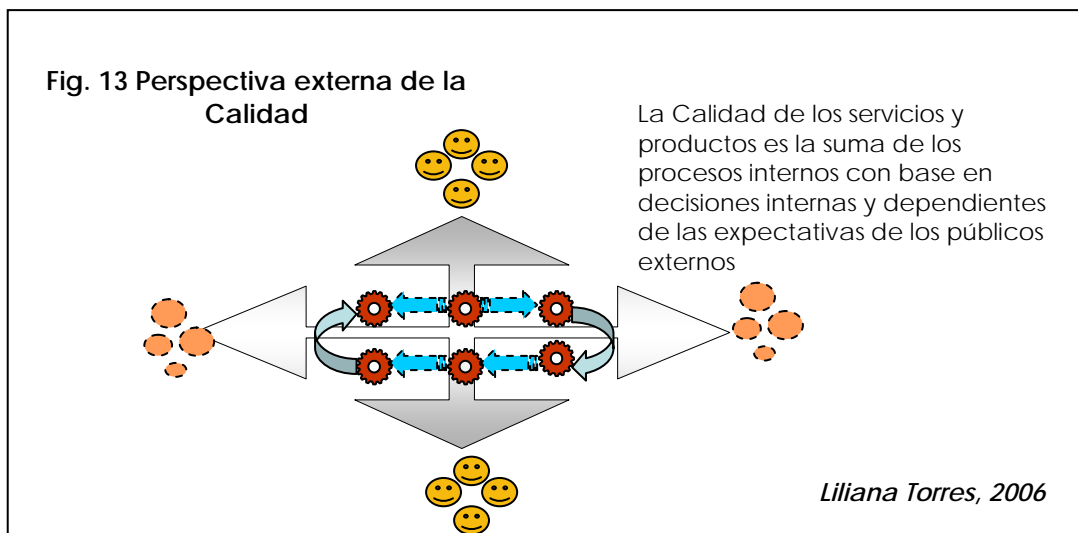 Fig. 13 Perspectiva externa de la
Calidad
La Calidad de los servicios y
productos es la suma de los
procesos internos con base en
decisiones internas y dependientes
de las expectativas de los públicos
externos
Liliana Torres, 2006